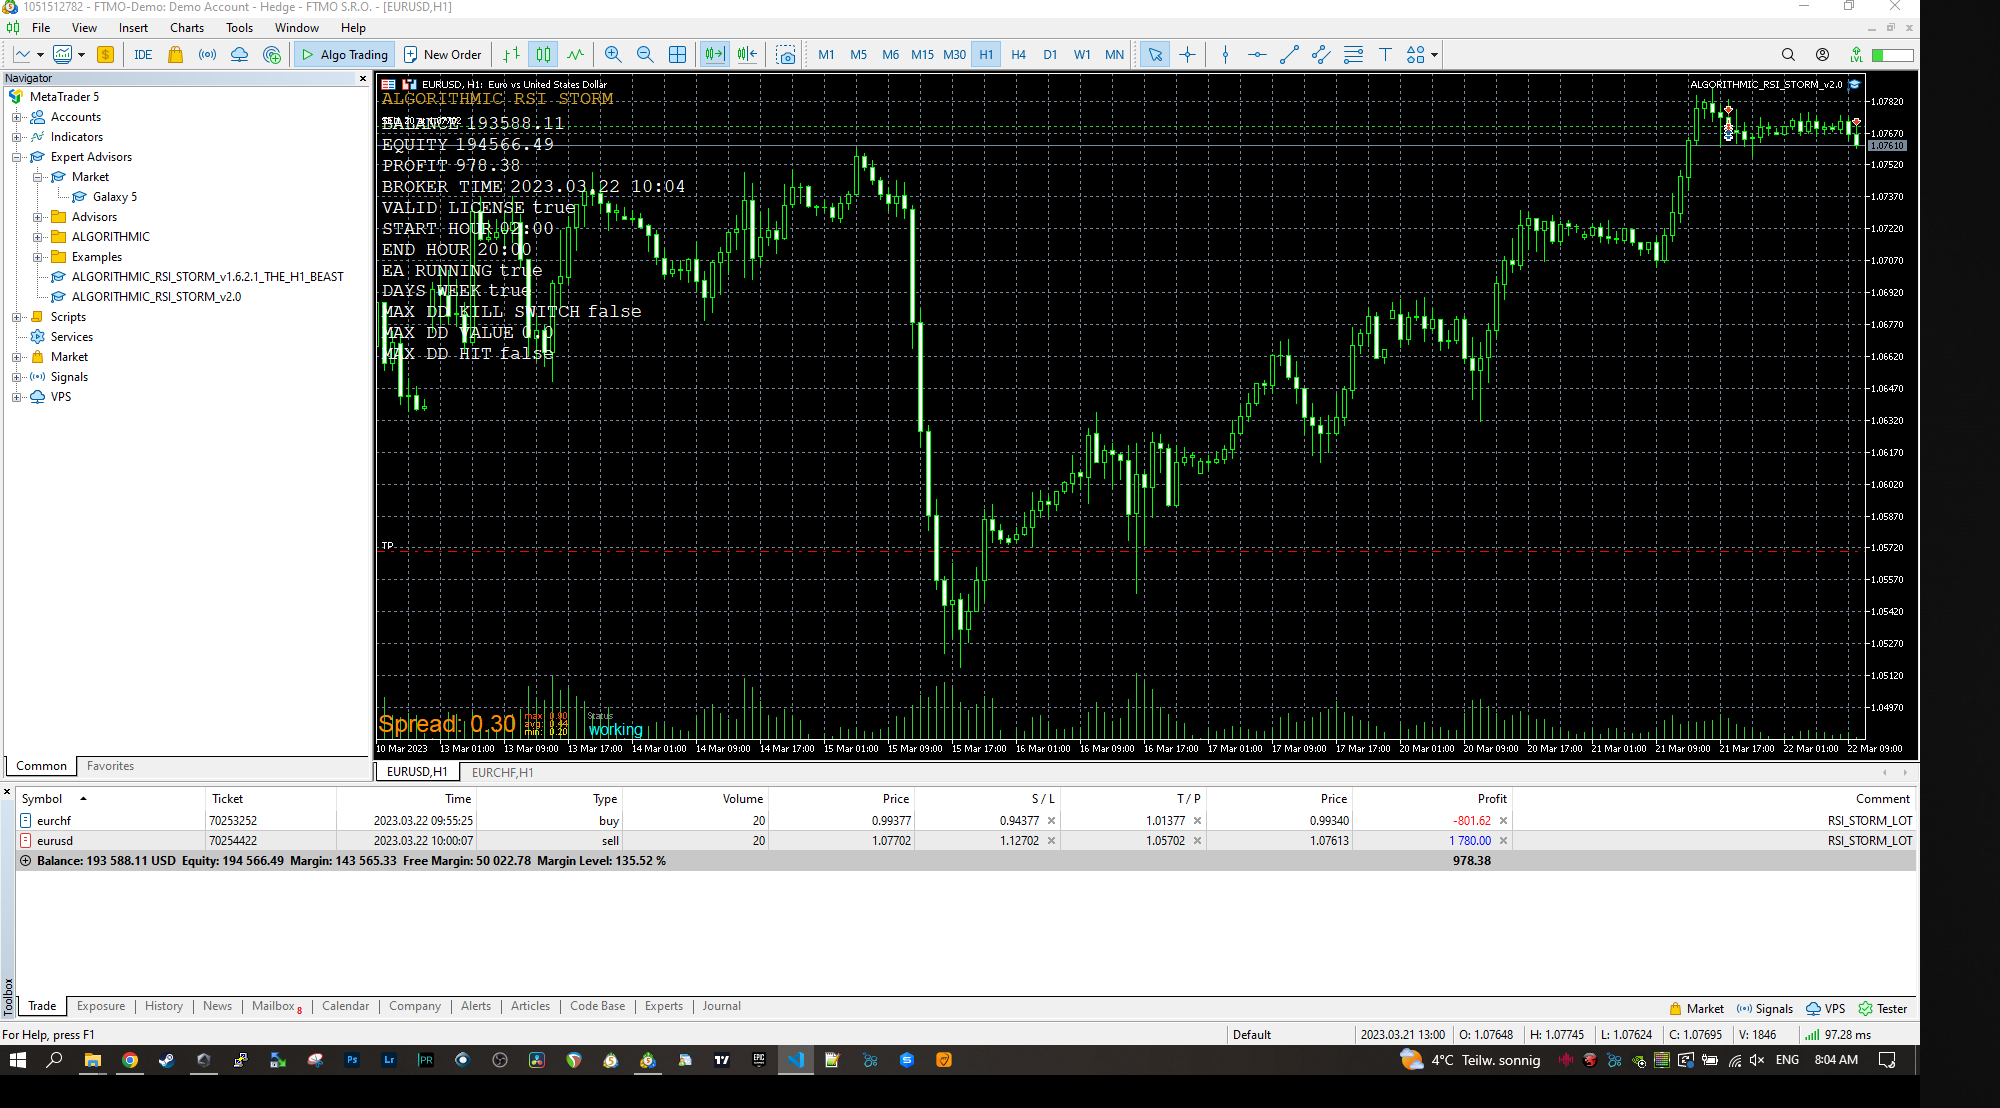 1051512782 - FTMO-Demo: Demo Account - Hedge - FTMO S.R.O. - [EURUSD,H1]
File View Insert Charts Tools Window Help
IDE Algo Trading New Order M1 M5 M6 M15 M30 H1 H4 D1 W1 MN LVL
Navigator
MetaTrader 5
Accounts
Indicators
Expert Advisors
Market
Galaxy 5
Advisors
ALGORITHMIC
Examples
ALGORITHMIC_RSI_STORM_v1.6.2.1_THE_H1_BEAST
ALGORITHMIC_RSI_STORM_v2.0
Scripts
Services
Market
Signals
VPS
Common Favorites
EURUSD, H1: Euro vs United States Dollar
ALGORITHMIC_RSI_STORM_v2.0
ALGORITHMIC RSI STORM
BALANCE 193588.11
EQUITY 194566.49
PROFIT 978.38
BROKER TIME 2023.03.22 10:04
VALID LICENSE true
START HOUR 02:00
END HOUR 20:00
EA RUNNING true
DAYS WEEK true
MAX DD KILL SWITCH false
MAX DD VALUE 0.0
MAX DD HIT false
TP
1.07820
1.07670
1.07610
1.07520
1.07370
1.07220
1.07070
1.06920
1.06770
1.06620
1.06470
1.06320
1.06170
1.06020
1.05870
1.05720
1.05570
1.05420
1.05270
1.05120
1.04970
Spread: 0.30
max: 0.90
avg: 0.44
min: 0.20
Status
working
10 Mar 2023 13 Mar 01:00 13 Mar 09:00 13 Mar 17:00 14 Mar 01:00 14 Mar 09:00 14 Mar 17:00 15 Mar 01:00 15 Mar 09:00 15 Mar 17:00 16 Mar 01:00 16 Mar 09:00 16 Mar 17:00 17 Mar 01:00 17 Mar 09:00 17 Mar 17:00 20 Mar 01:00 20 Mar 09:00 20 Mar 17:00 21 Mar 01:00 21 Mar 09:00 21 Mar 17:00 22 Mar 01:00 22 Mar 09:00
EURUSD,H1 EURCHF,H1
Symbol Ticket Time Type Volume Price S / L T / P Price Profit Comment
eurchf 70253252 2023.03.22 09:55:25 buy 20 0.99377 0.94377 1.01377 0.99340 -801.62 RSI_STORM_LOT
eurusd 70254422 2023.03.22 10:00:07 sell 20 1.07702 1.12702 1.05702 1.07613 1 780.00 RSI_STORM_LOT
Balance: 193 588.11 USD Equity: 194 566.49 Margin: 143 565.33 Free Margin: 50 022.78 Margin Level: 135.52 % 978.38
Toolbox
Trade Exposure History News Mailbox 8 Calendar Company Alerts Articles Code Base Experts Journal
Market Signals VPS Tester
For Help, press F1 Default 2023.03.21 13:00 O: 1.07648 H: 1.07745 L: 1.07624 C: 1.07695 V: 1846 97.28 ms
Ps Lr PR EPIC 4°C Teilw. sonnig ENG 8:04 AM